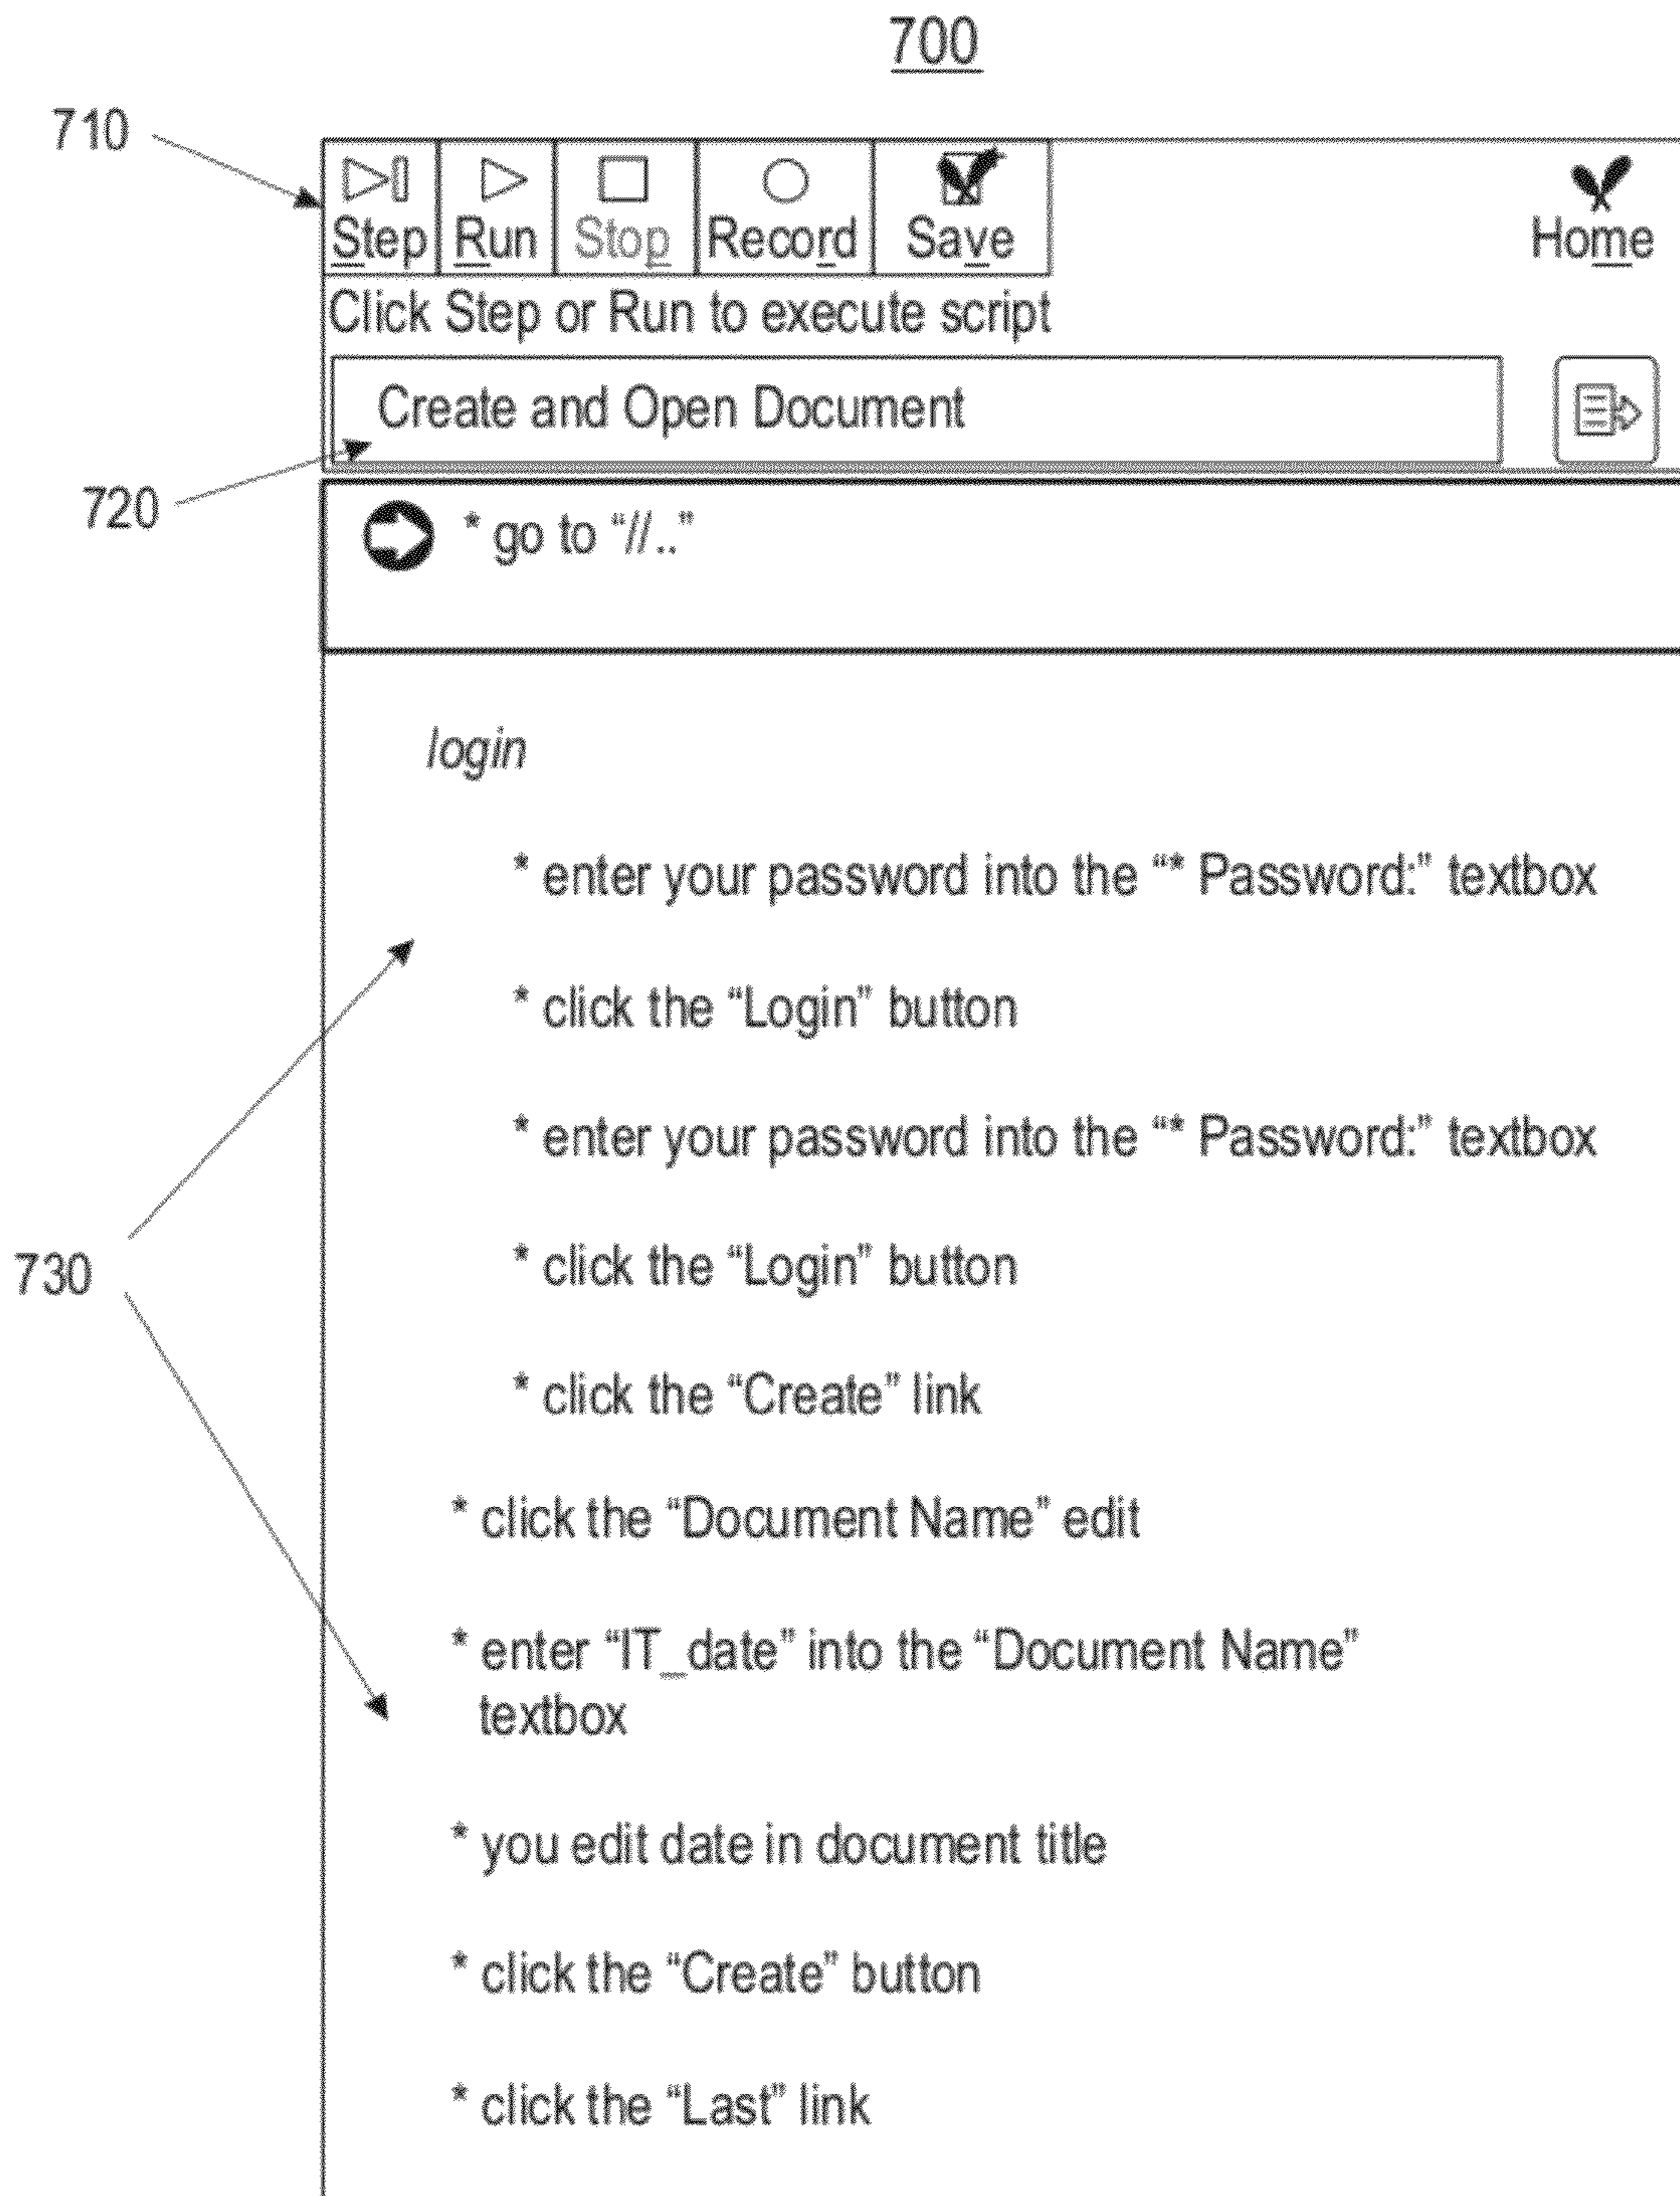 700
710
Step Run Stop Record Save Home
Click Step or Run to execute script
Create and Open Document
720
* go to “//..”
login
* enter your password into the “* Password:” textbox
* click the “Login” button
* enter your password into the “* Password:” textbox
730
* click the “Login” button
* click the “Create” link
* click the “Document Name” edit
* enter “IT_date” into the “Document Name”
textbox
* you edit date in document title
* click the “Create” button
* click the “Last” link